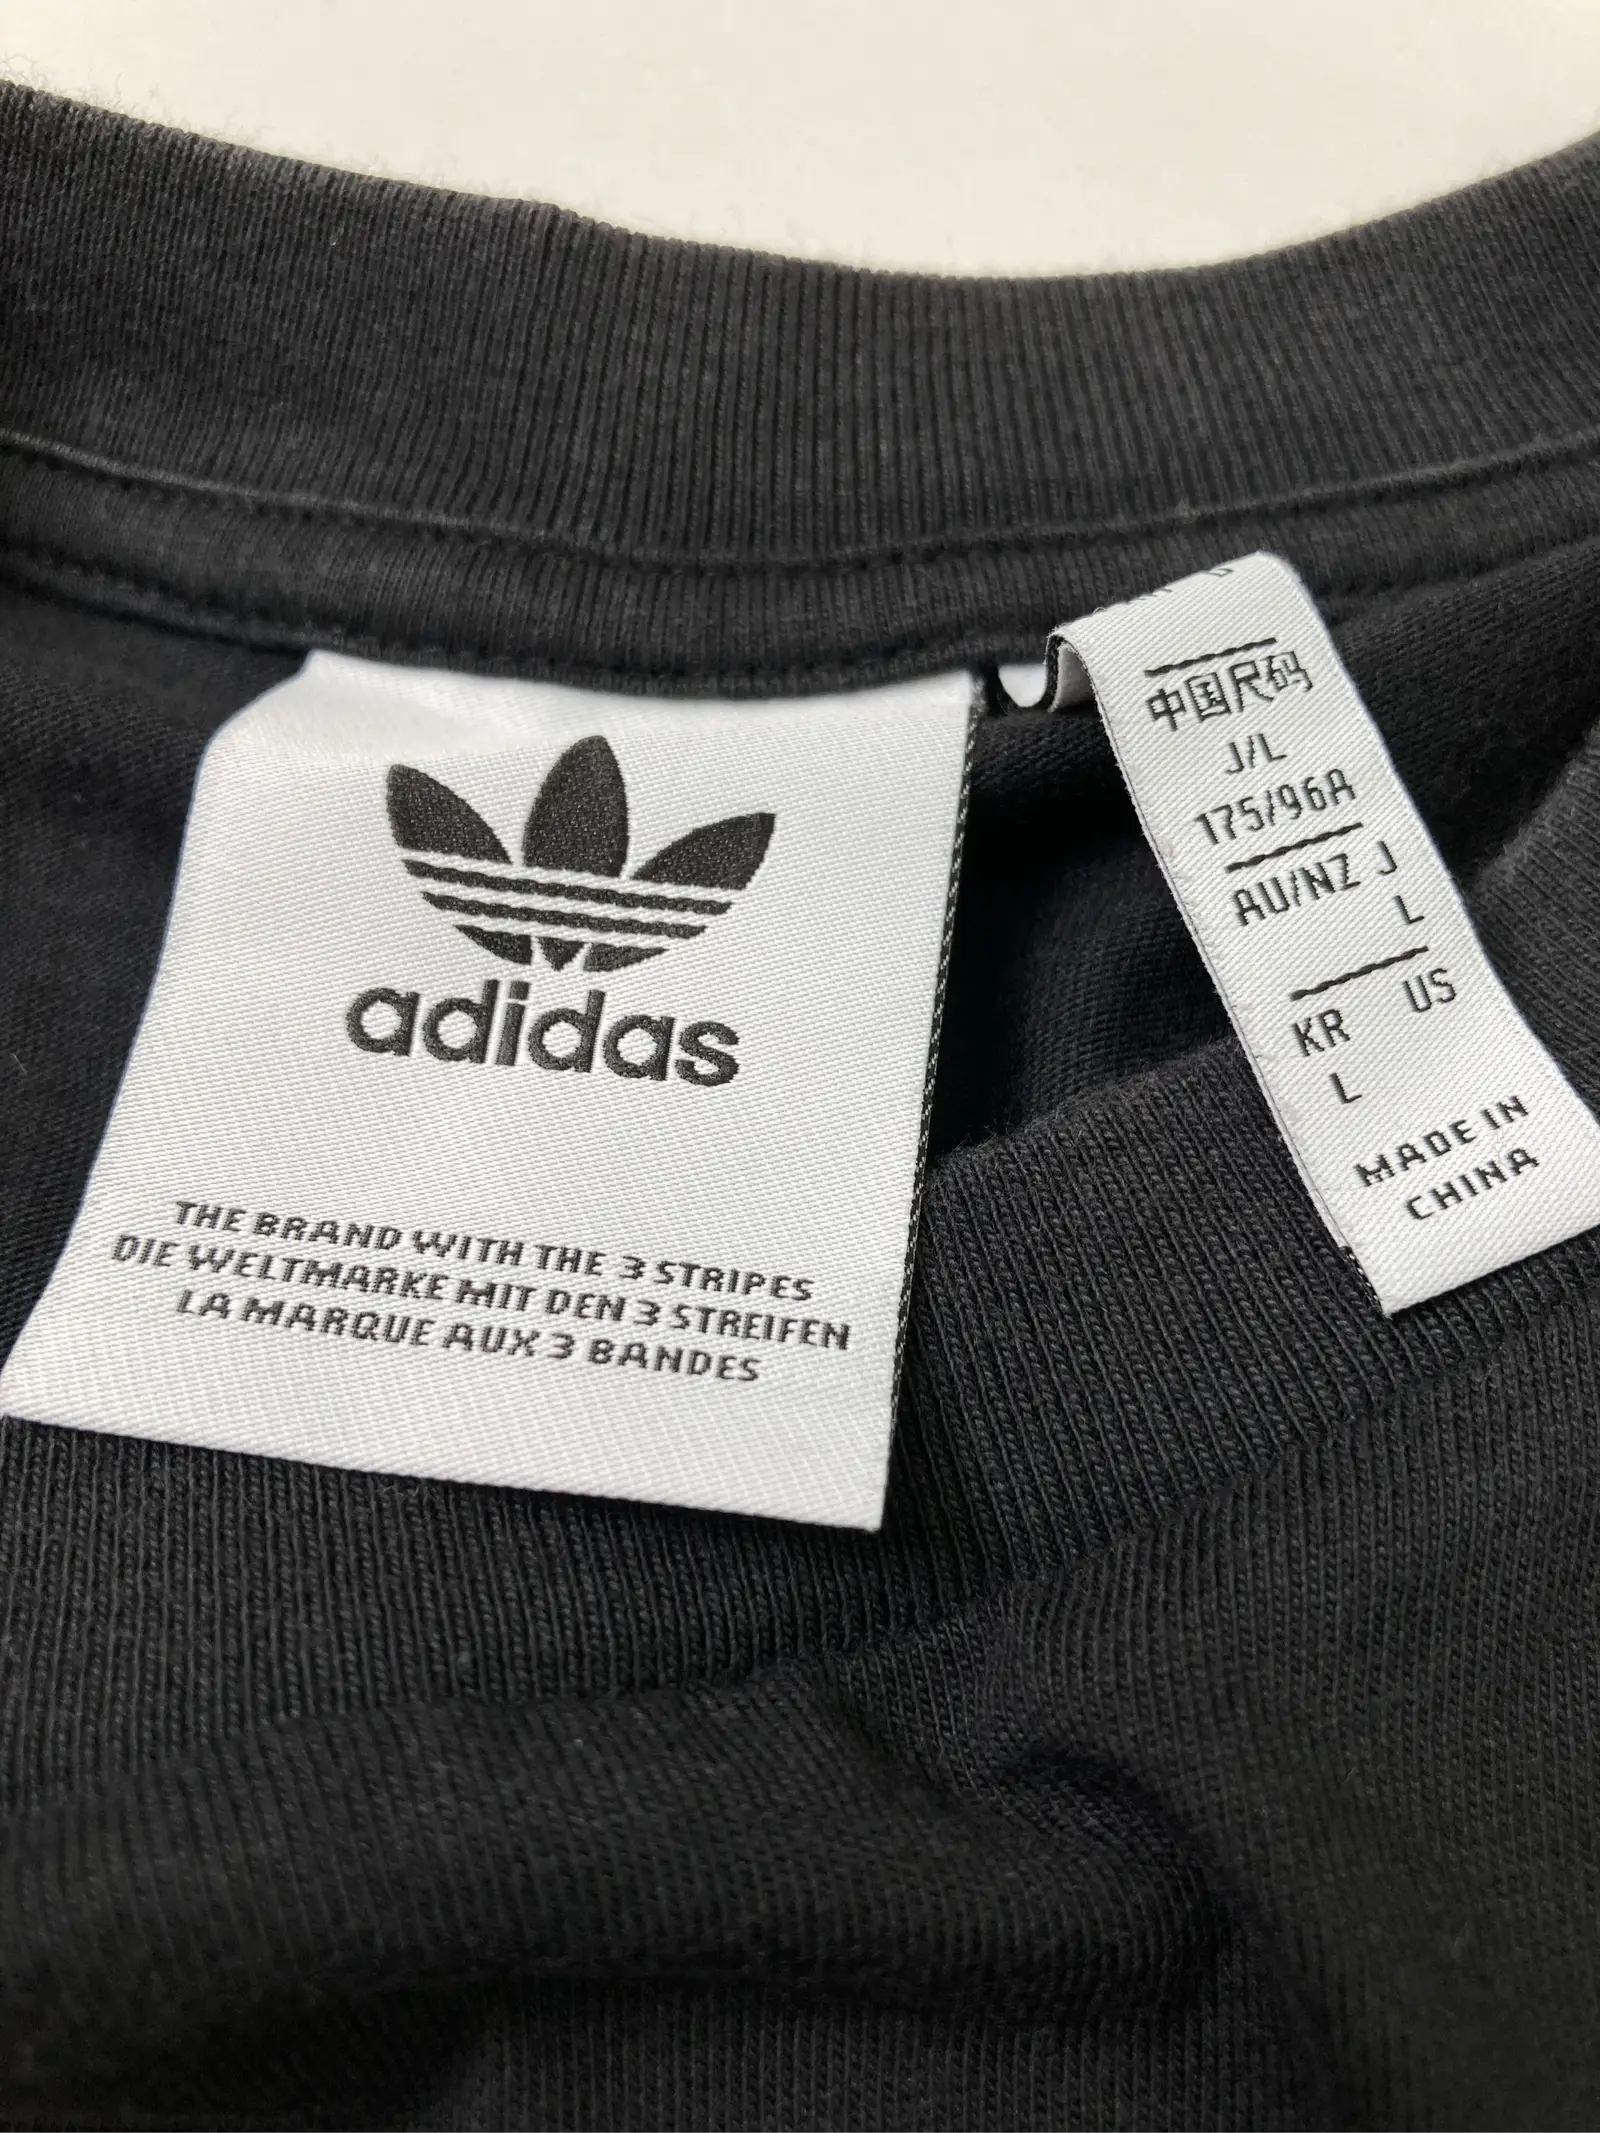 adidas
THE BRAND WITH THE 3 STRIPES
DIE WELTMARKE MIT DEN 3 STREIFEN
LA MARQUE AUX 3 BANDES
中国尺码
J/L
175/96A
AU/NZ J
L
KR US
L
MADE IN
CHINA